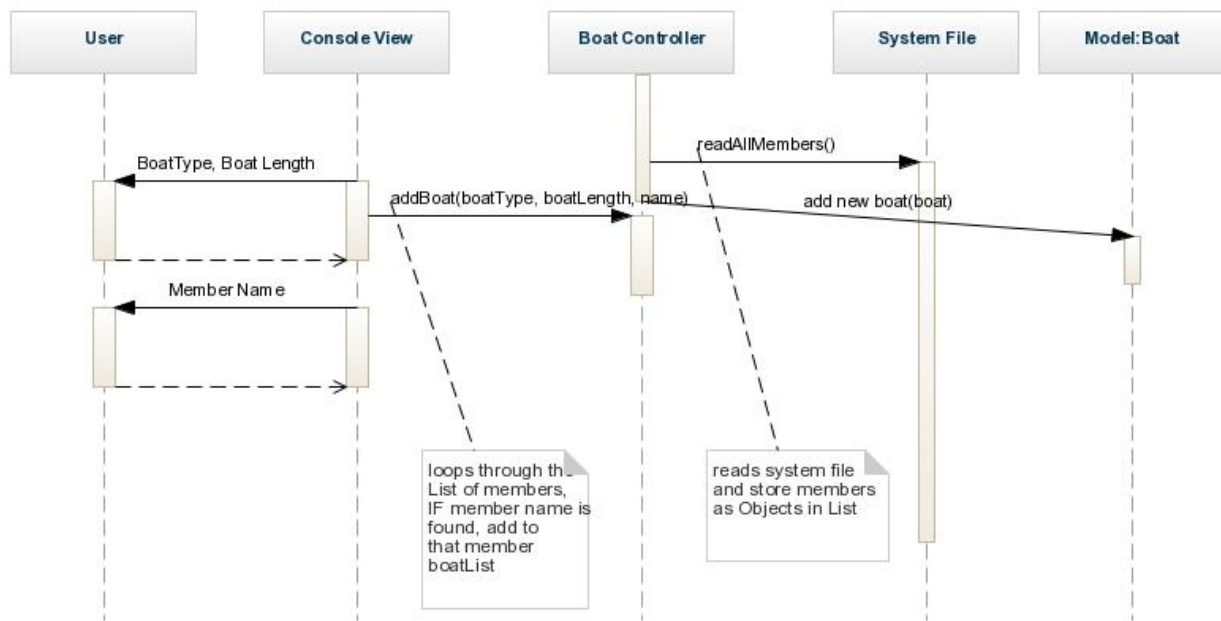 User
Console View
Boat Controller
System File
Model:Boat
readAllMembers()
BoatType, Boat Length
addBoat(boatType, boatLength, name)
add new boat(boat)
Member Name
loops through the
List of members,
IF member name is
found, add to
that member
boatList
reads system file
and store members
as Objects in List